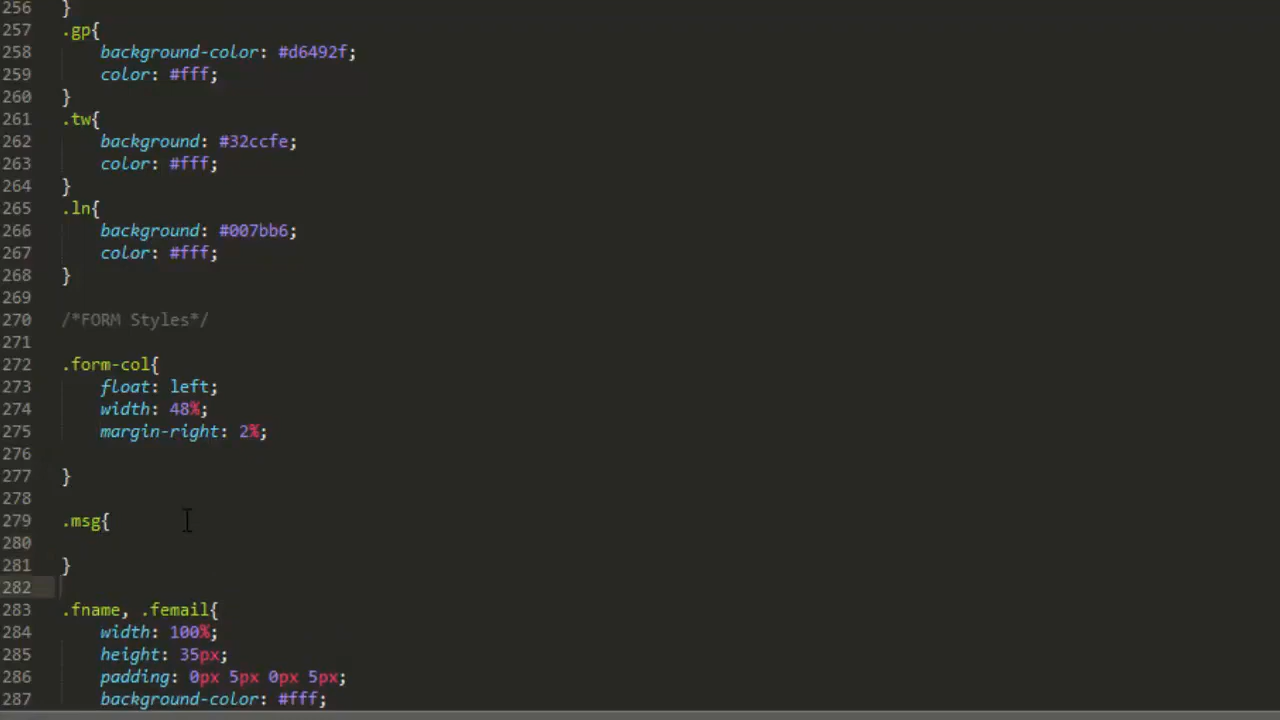 256 }
257 .gp{
258 background-color: #d6492f;
259 color: #fff;
260 }
261 .tw{
262 background: #32ccfe;
263 color: #fff;
264 }
265 .ln{
266 background: #007bb6;
267 color: #fff;
268 }
269
270 /*FORM Styles*/
271
272 .form-col{
273 float: left;
274 width: 48%;
275 margin-right: 2%;
276
277 }
278
279 .msg{
280
281 }
282
283 .fname, .femail{
284 width: 100%;
285 height: 35px;
286 padding: 0px 5px 0px 5px;
287 background-color: #fff;